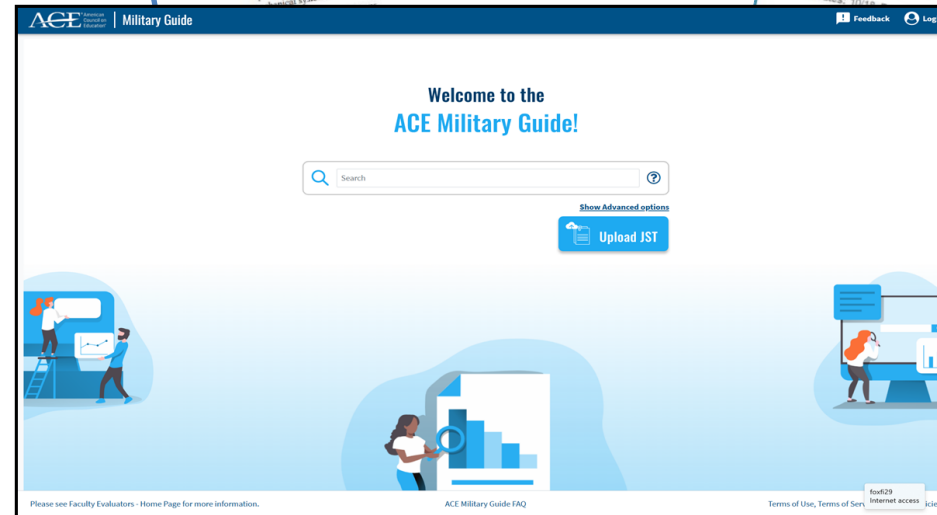 ACE American Council on Education Military Guide
Feedback
Log
Welcome to the
ACE Military Guide!
Search
Show Advanced options
Upload JST
Please see Faculty Evaluators - Home Page for more information.
ACE Military Guide FAQ
Terms of Use, Terms of Serv
foxfi29
Internet access